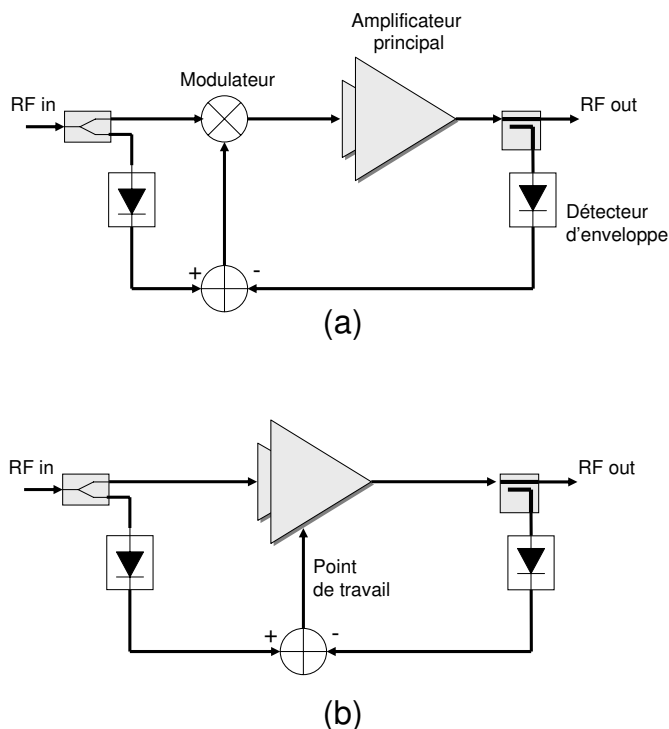 Amplificateur
principal
Modulateur
RF in
RF out
Détecteur
d'enveloppe
+
-
(a)
RF in
RF out
Point
de travail
+
-
(b)